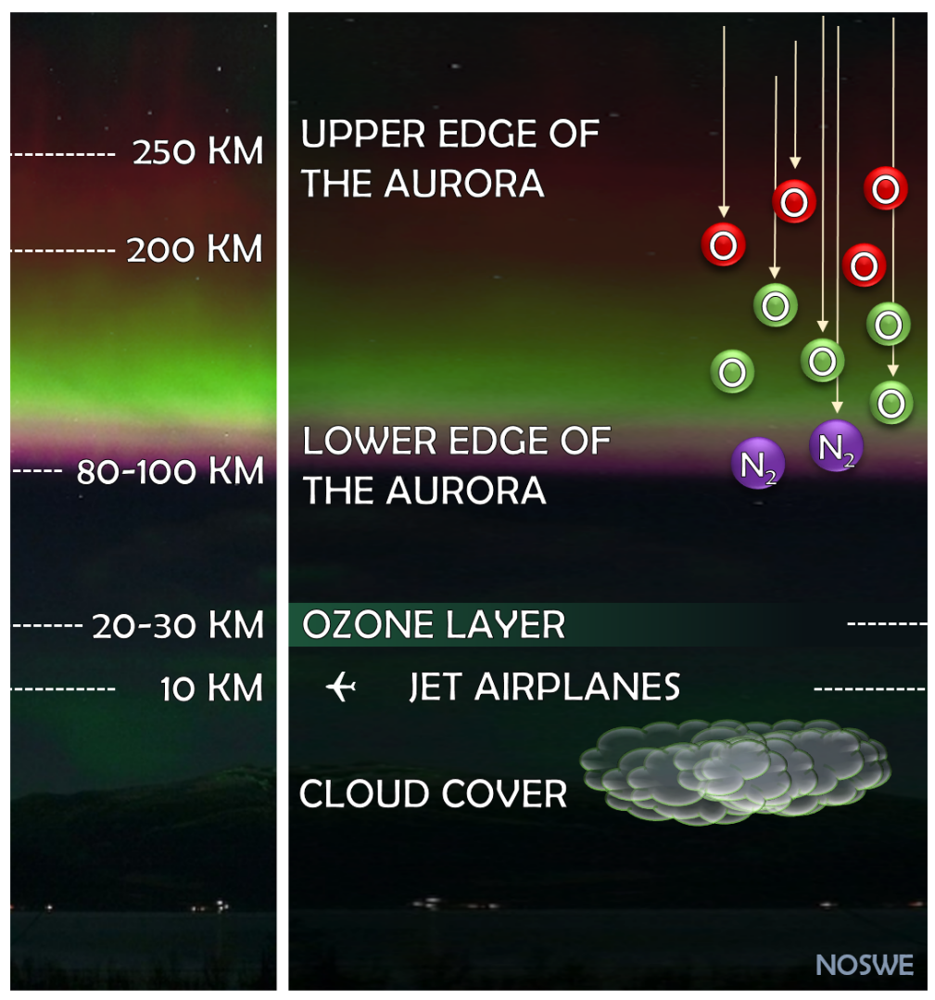 250 KM
UPPER EDGE OF
THE AURORA
200 KM
O
O
O
O
O
O
O
O
O
LOWER EDGE OF
THE AURORA
80-100 KM
N2
N2
20-30 KM
OZONE LAYER
10 KM
JET AIRPLANES
CLOUD COVER
NOSWE